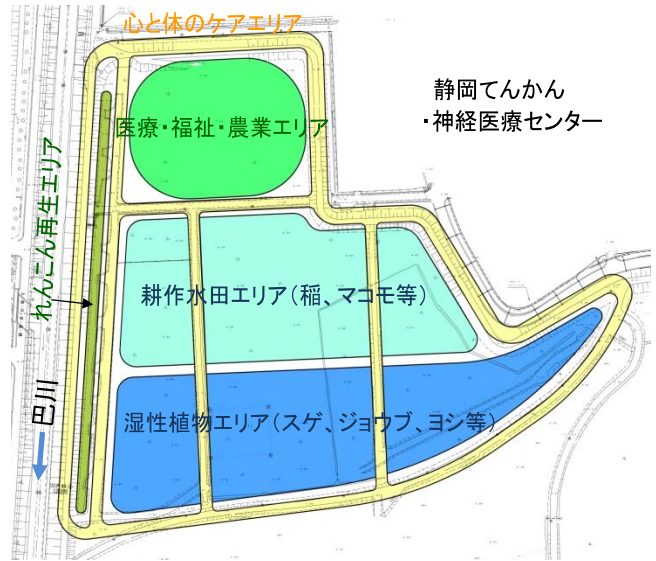 心と体のケアエリア
静岡てんかん
・神経医療センター
医療・福祉・農業エリア
れんこん再生エリア
耕作水田エリア(稲、マコモ等)
巴川
湿性植物エリア(スゲ、ジョウブ、ヨシ等)